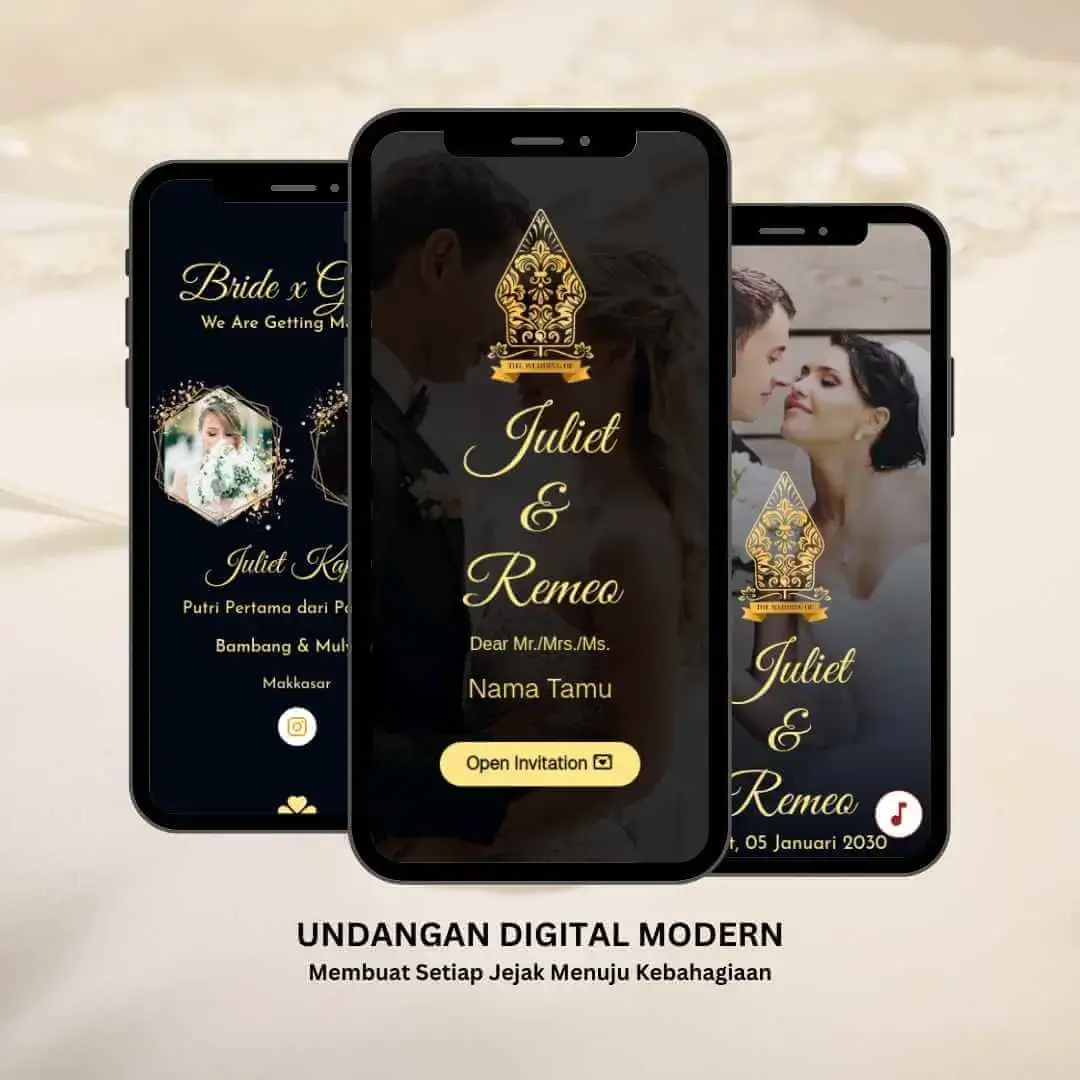 Bride x G
We Are Getting Ma
Juliet Kap
Putri Pertama dari Pa
Bambang & Muly
Makkasar
THE WEDDING OF
Juliet
&
Remeo
Dear Mr./Mrs./Ms.
Nama Tamu
Open Invitation
THE WEDDING OF
Juliet
&
Remeo
t, 05 Januari 2030
UNDANGAN DIGITAL MODERN
Membuat Setiap Jejak Menuju Kebahagiaan